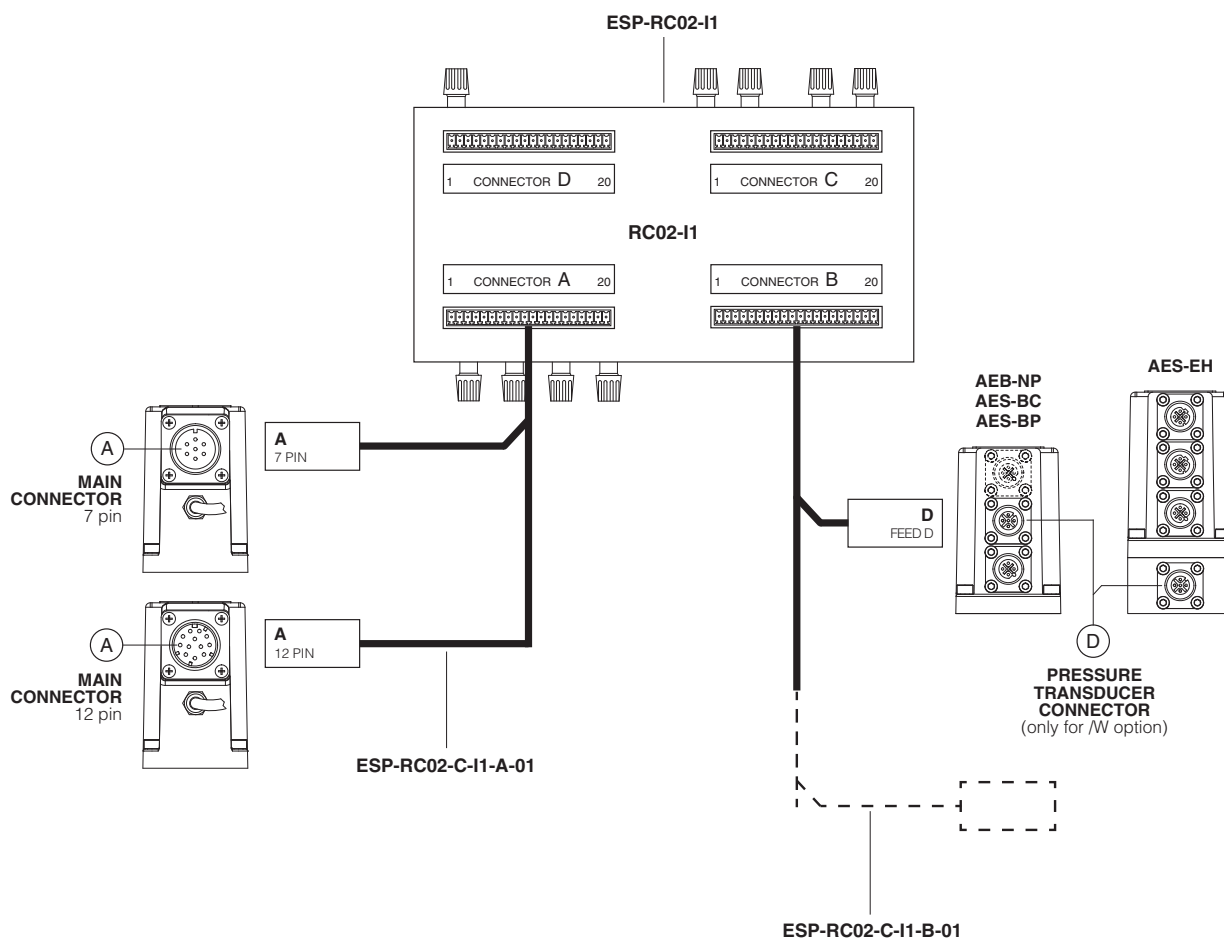 ESP-RC02-I1
1 CONNECTOR D 20
1 CONNECTOR C 20
RC02-I1
1 CONNECTOR A 20
1 CONNECTOR B 20
A
MAIN
CONNECTOR
7 pin
A
7 PIN
A
MAIN
CONNECTOR
12 pin
A
12 PIN
ESP-RC02-C-I1-A-01
D
FEED D
AEB-NP
AES-BC
AES-BP
AES-EH
D
PRESSURE
TRANSDUCER
CONNECTOR
(only for /W option)
ESP-RC02-C-I1-B-01